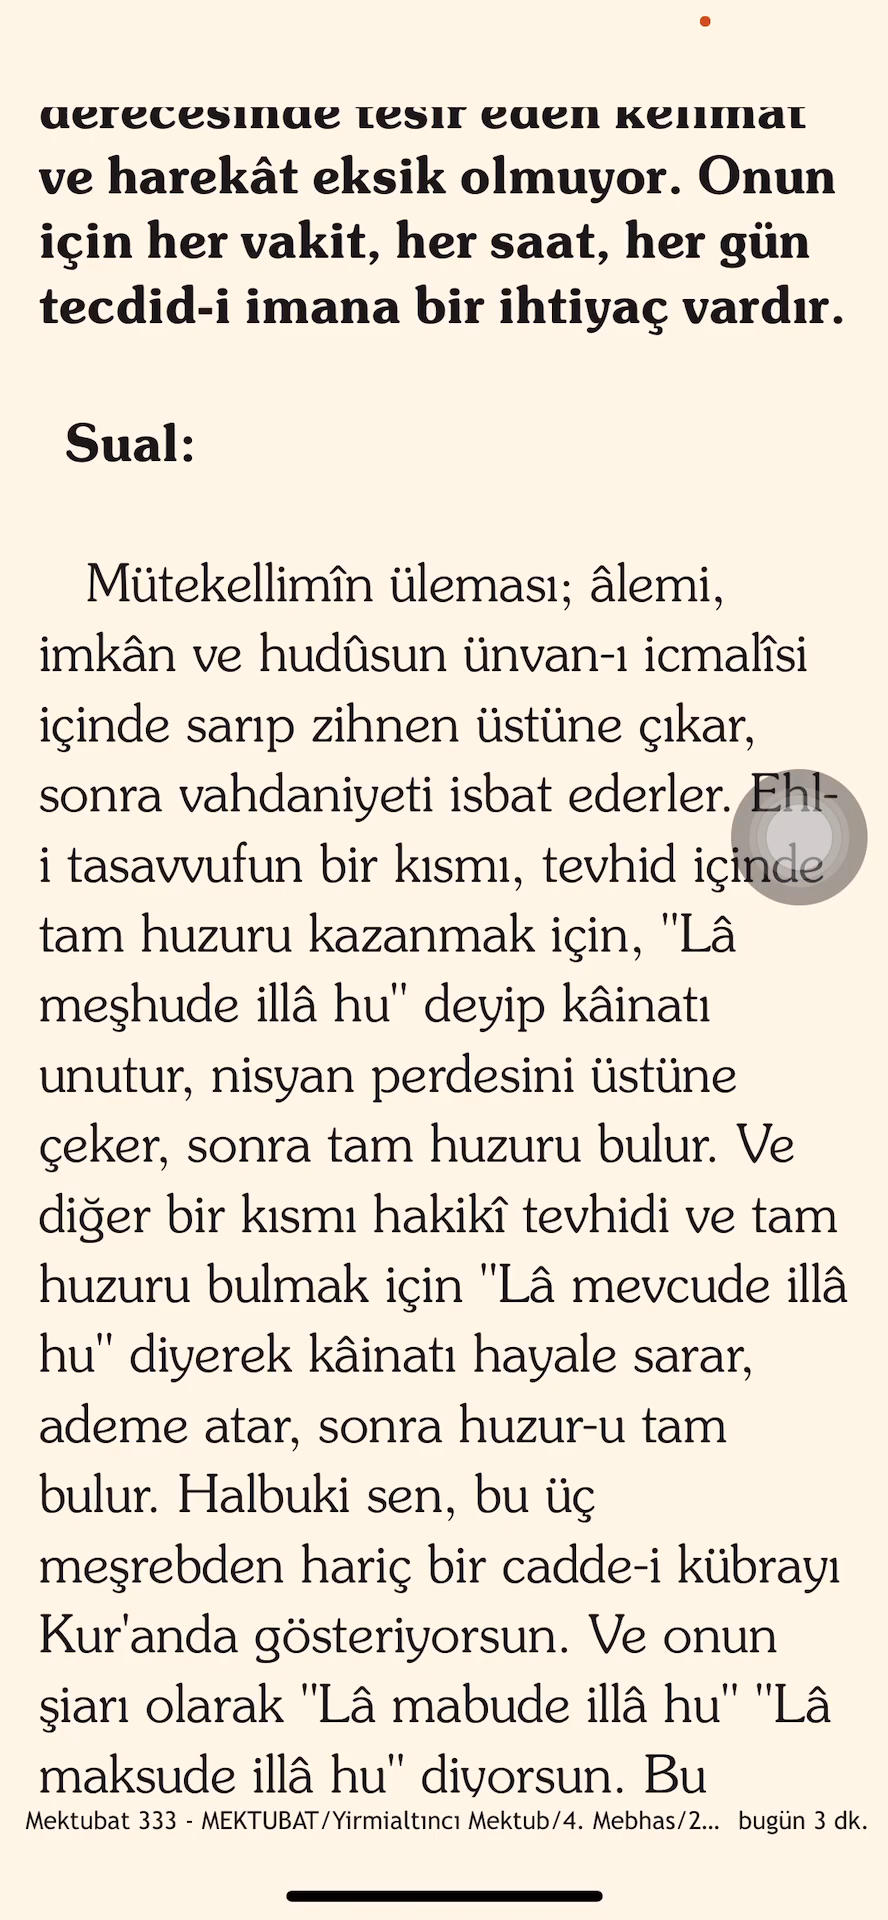 derecesinde tesir eden kelimat
ve harekât eksik olmuyor. Onun
için her vakit, her saat, her gün
tecdid-i imana bir ihtiyaç vardır.
Sual:
Mütekellimîn üleması; âlemi,
imkân ve hudûsun ünvan-ı icmalîsi
içinde sarıp zihnen üstüne çıkar,
sonra vahdaniyeti isbat ederler. Ehl-
i tasavvufun bir kısmı, tevhid içinde
tam huzuru kazanmak için, "Lâ
meşhude illâ hu" deyip kâinatı
unutur, nisyan perdesini üstüne
çeker, sonra tam huzuru bulur. Ve
diğer bir kısmı hakikî tevhidi ve tam
huzuru bulmak için "Lâ mevcude illâ
hu" diyerek kâinatı hayale sarar,
ademe atar, sonra huzur-u tam
bulur. Halbuki sen, bu üç
meşrebden hariç bir cadde-i kübrayı
Kur'anda gösteriyorsun. Ve onun
şiarı olarak "Lâ mabude illâ hu" "Lâ
maksude illâ hu" diyorsun. Bu
Mektubat 333 - MEKTUBAT/Yirmialtıncı Mektub/4. Mebhas/2... bugün 3 dk.